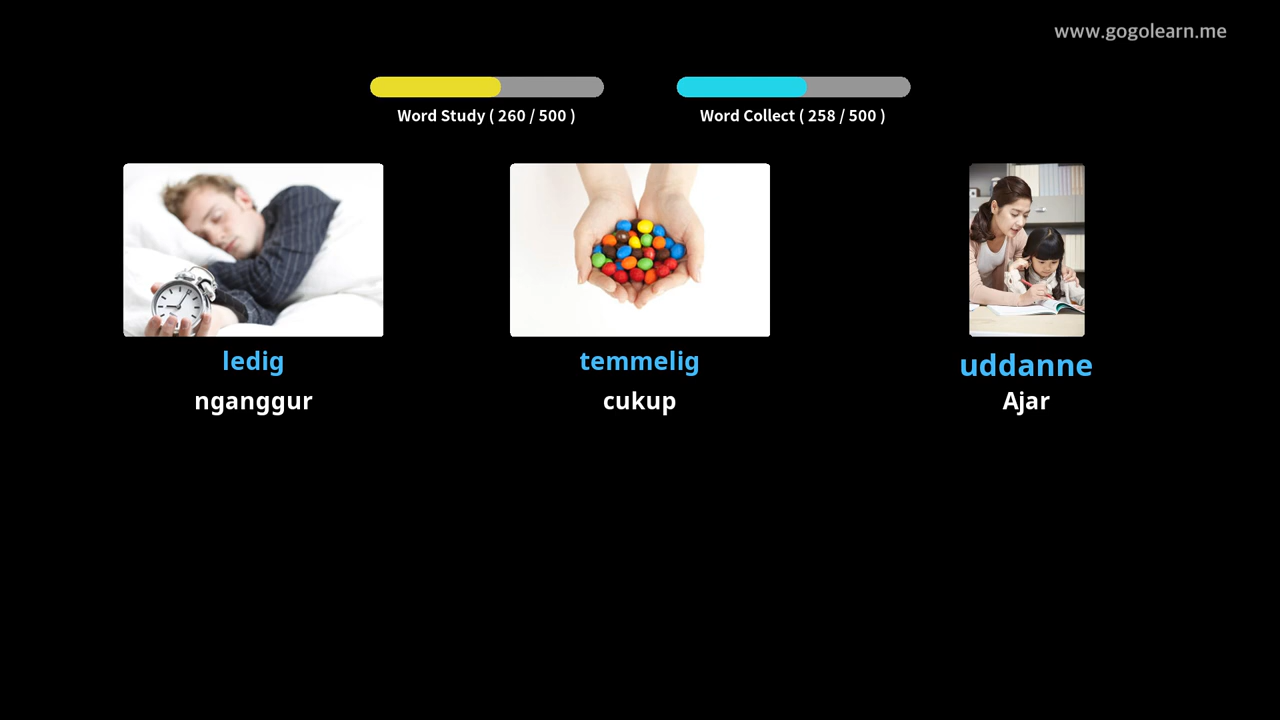 www.gogolearn.me
Word Study ( 260 / 500 )
Word Collect ( 258 / 500 )
ledig
nganggur
temmelig
cukup
uddanne
Ajar